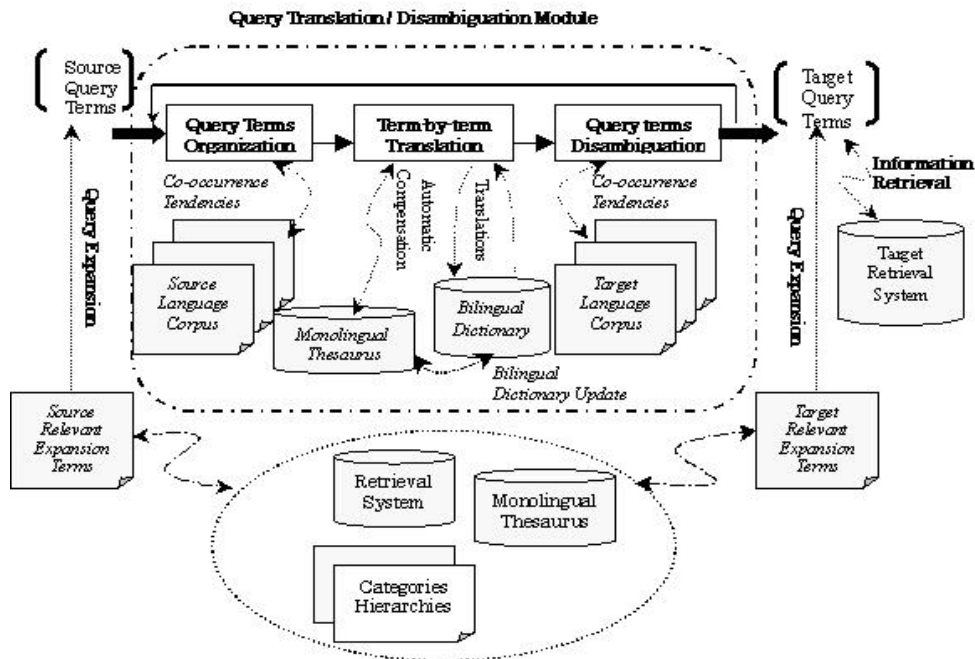 Query Translation / Disambiguation Module
Source
Query
Terms
Target
Query
Terms
Query Terms
Organization
Term-by-term
Translation
Query terms
Disambiguation
Information
Retrieval
Co-occurrence
Tendencies
Automatic
Compensation
Translations
Co-occurrence
Tendencies
Query Expansion
Query Expansion
Source
Language
Corpus
Monolingual
Thesaurus
Bilingual
Dictionary
Target
Language
Corpus
Target
Retrieval
System
Bilingual
Dictionary Update
Source
Relevant
Expansion
Terms
Target
Relevant
Expansion
Terms
Retrieval
System
Monolingual
Thesaurus
Categories
Hierarchies